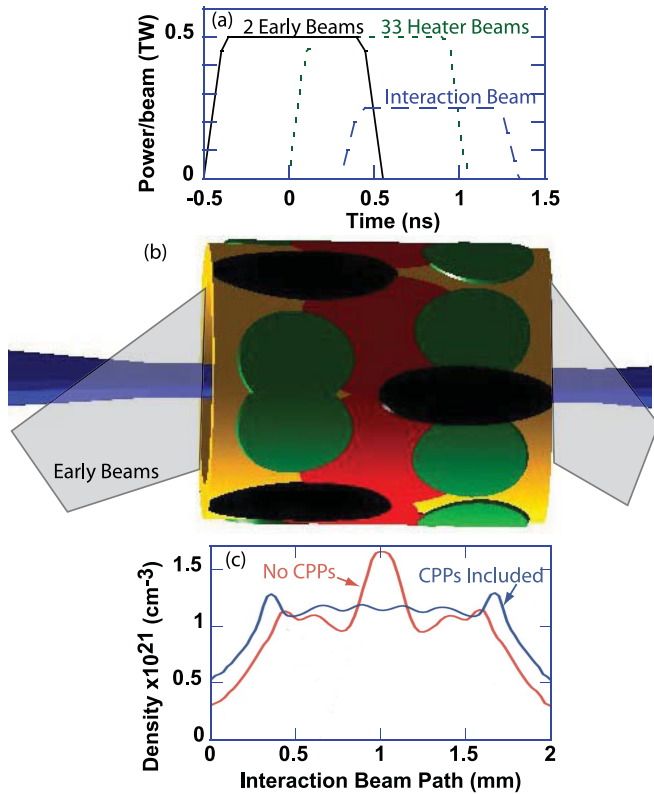 (a)
2 Early Beams
33 Heater Beams
Interaction Beam
Power/beam (TW)
0.5
0
-0.5
0
0.5
1
1.5
Time (ns)
(b)
Early Beams
(c)
No CPPs
CPPs Included
Density x10²¹ (cm⁻³)
1.5
1
0.5
0
0
0.5
1
1.5
2
Interaction Beam Path (mm)